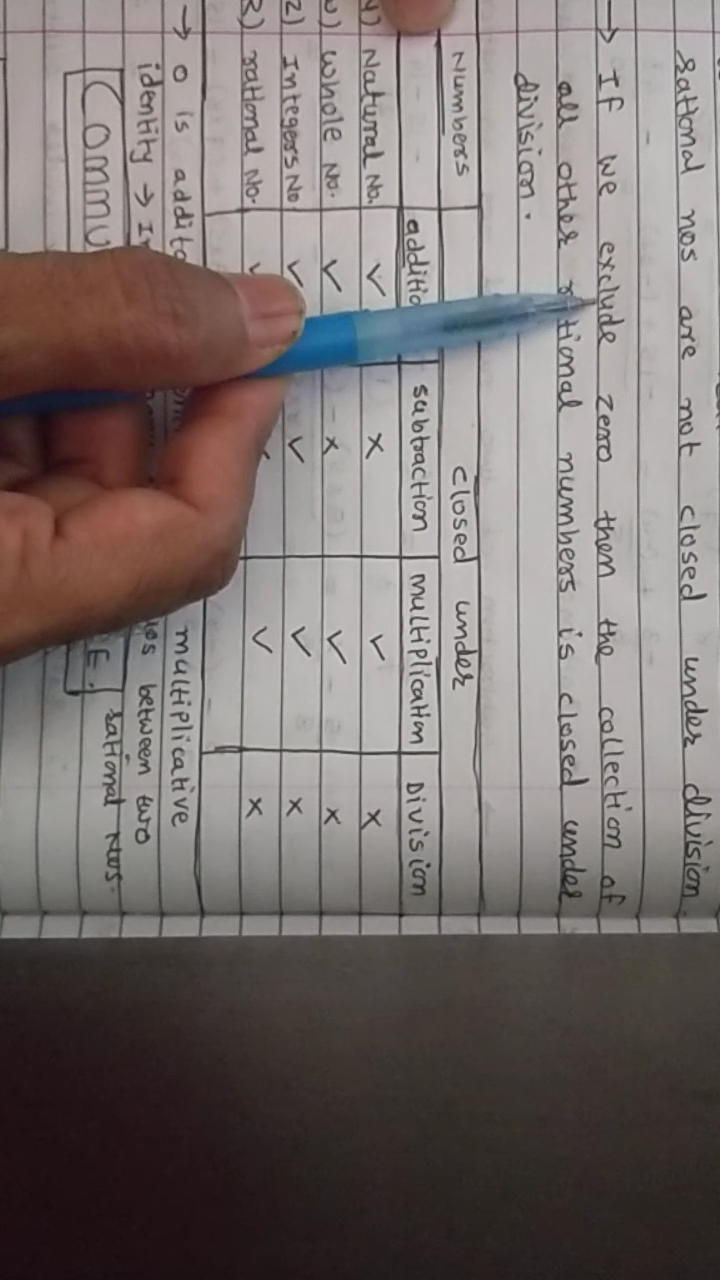 rational nos are not closed under division.
→ If we exclude zero then the collection of
all other rational numbers is closed under
division.
Numbers closed under
additio subtraction multiplication Division
N) Natural No. ✓ × ✓ ×
W) Whole No. ✓ × ✓ ×
Z) Integers No ✓ ✓ ✓ ×
R) rational No. ✓ ✓ ×
→ 0 is additi multiplicative
identity → between two
Commu E. rational Nos.